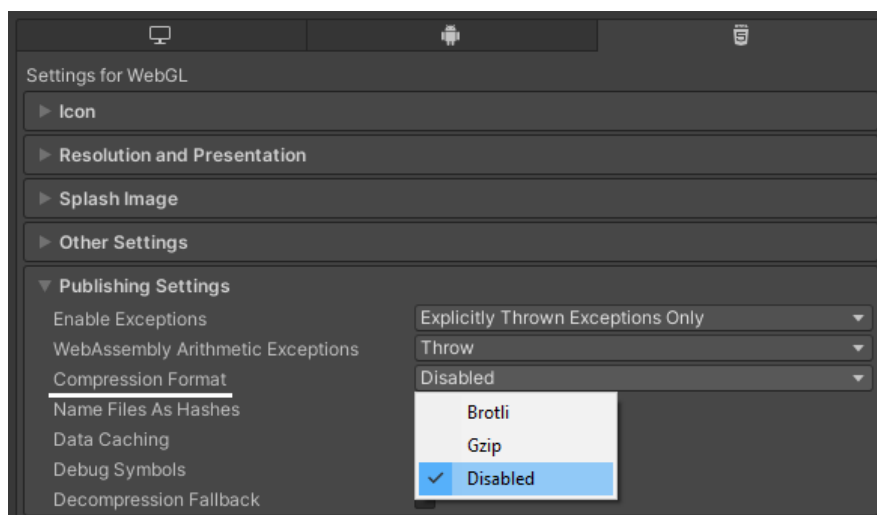 5
Settings for WebGL
Icon
Resolution and Presentation
Splash Image
Other Settings
Publishing Settings
Enable Exceptions Explicitly Thrown Exceptions Only
WebAssembly Arithmetic Exceptions Throw
Compression Format Disabled
Name Files As Hashes Brotli
Data Caching Gzip
Debug Symbols Disabled
Decompression Fallback